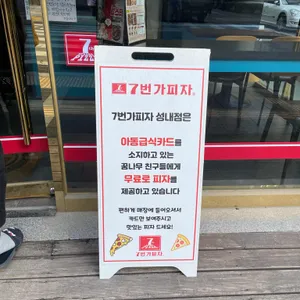 7번가피자
7번가피자 성내점은
아동급식카드를
소지하고 있는
꿈나무 친구들에게
무료로 피자를
제공하고 있습니다
편하게 매장에 들어오셔서
카드만 보여주시고
맛있는 피자 드세요!
7번가피자